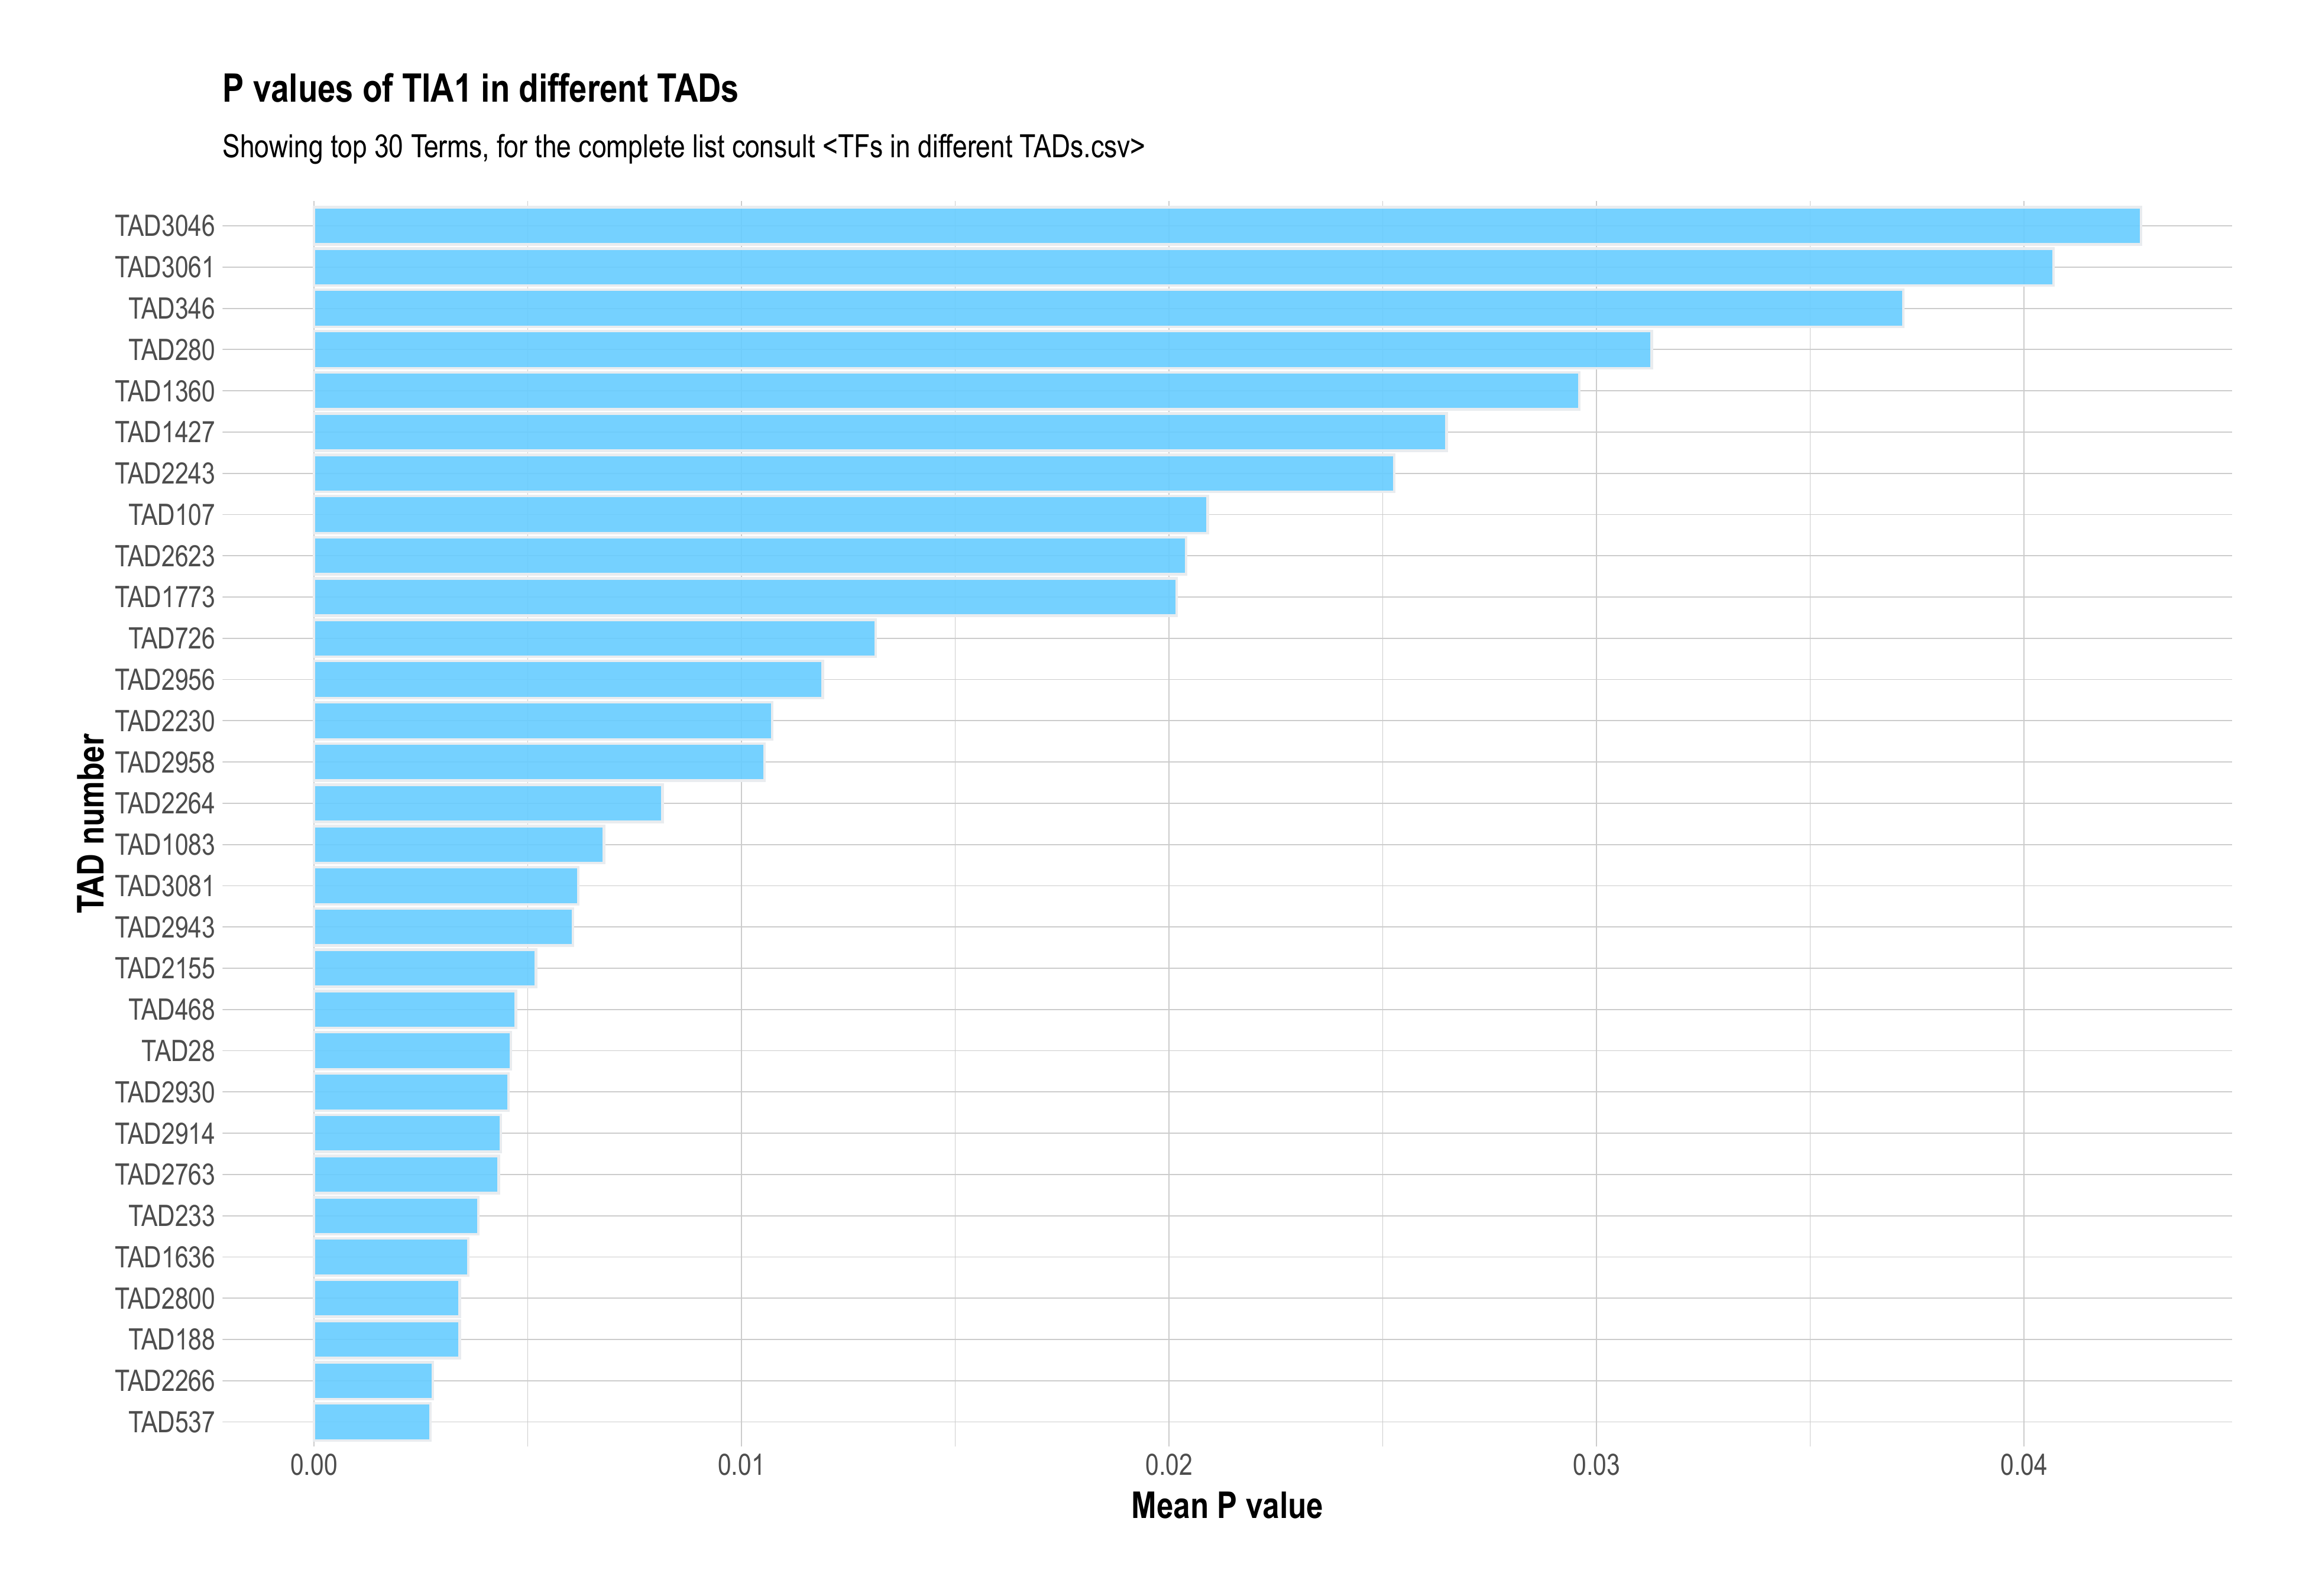 P values of TIA1 in different TADs
Showing top 30 Terms, for the complete list consult <TFs in different TADs.csv>
TAD number
TAD3046
TAD3061
TAD346
TAD280
TAD1360
TAD1427
TAD2243
TAD107
TAD2623
TAD1773
TAD726
TAD2956
TAD2230
TAD2958
TAD2264
TAD1083
TAD3081
TAD2943
TAD2155
TAD468
TAD28
TAD2930
TAD2914
TAD2763
TAD233
TAD1636
TAD2800
TAD188
TAD2266
TAD537
0.00 0.01 0.02 0.03 0.04
Mean P value